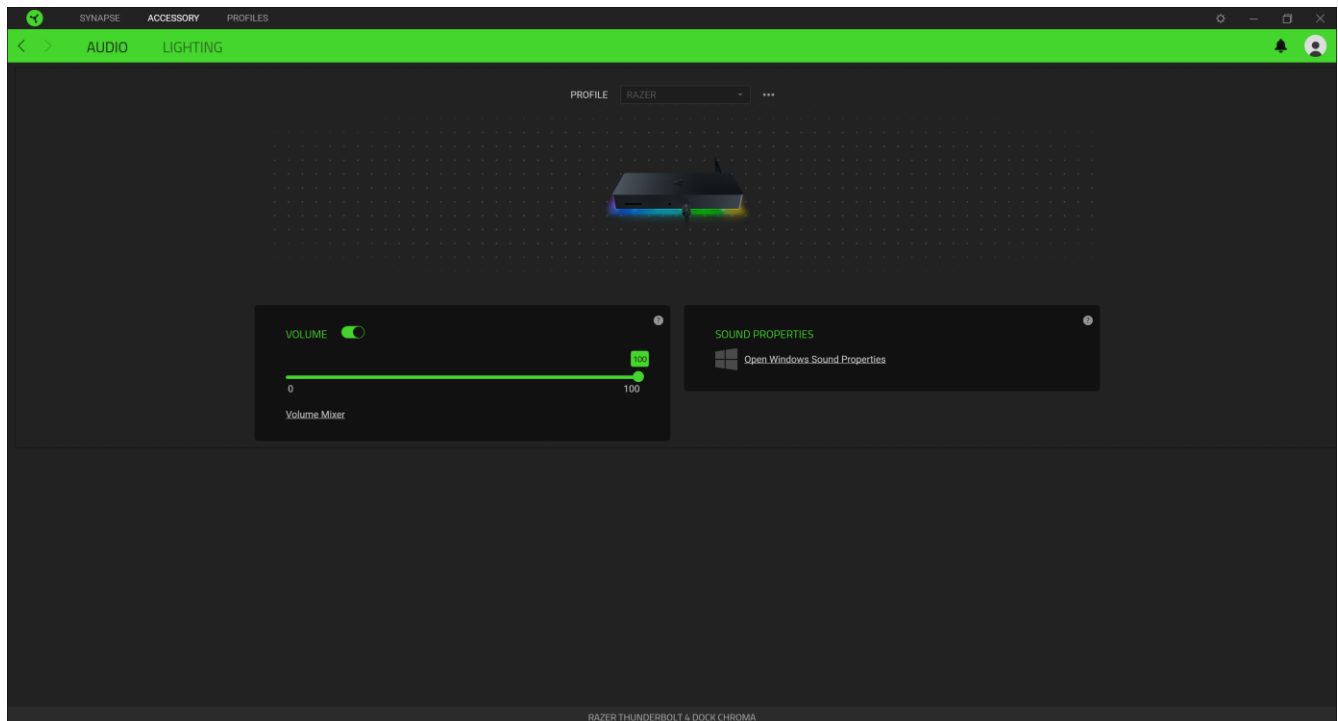 SYNAPSE ACCESSORY PROFILES
AUDIO LIGHTING
PROFILE RAZER
VOLUME
100
0 100
Volume Mixer
SOUND PROPERTIES
Open Windows Sound Properties
RAZER THUNDERBOLT 4 DOCK CHROMA